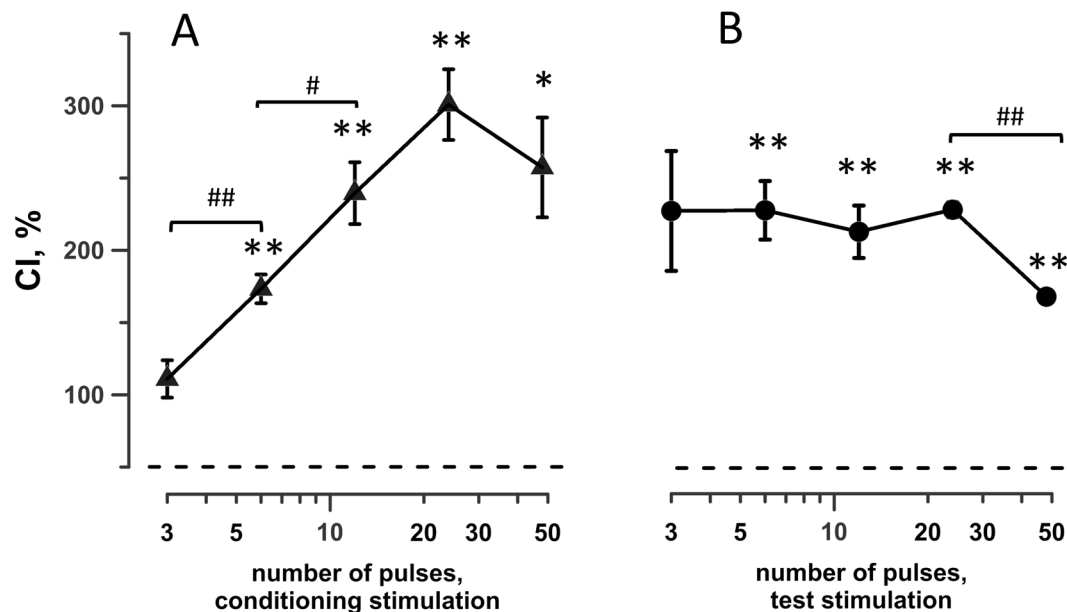 A
B
**
*
#
**
##
**
##
**
**
**
**
CI, %
300
200
100
3 5 10 20 30 50
3 5 10 20 30 50
number of pulses,
conditioning stimulation
number of pulses,
test stimulation